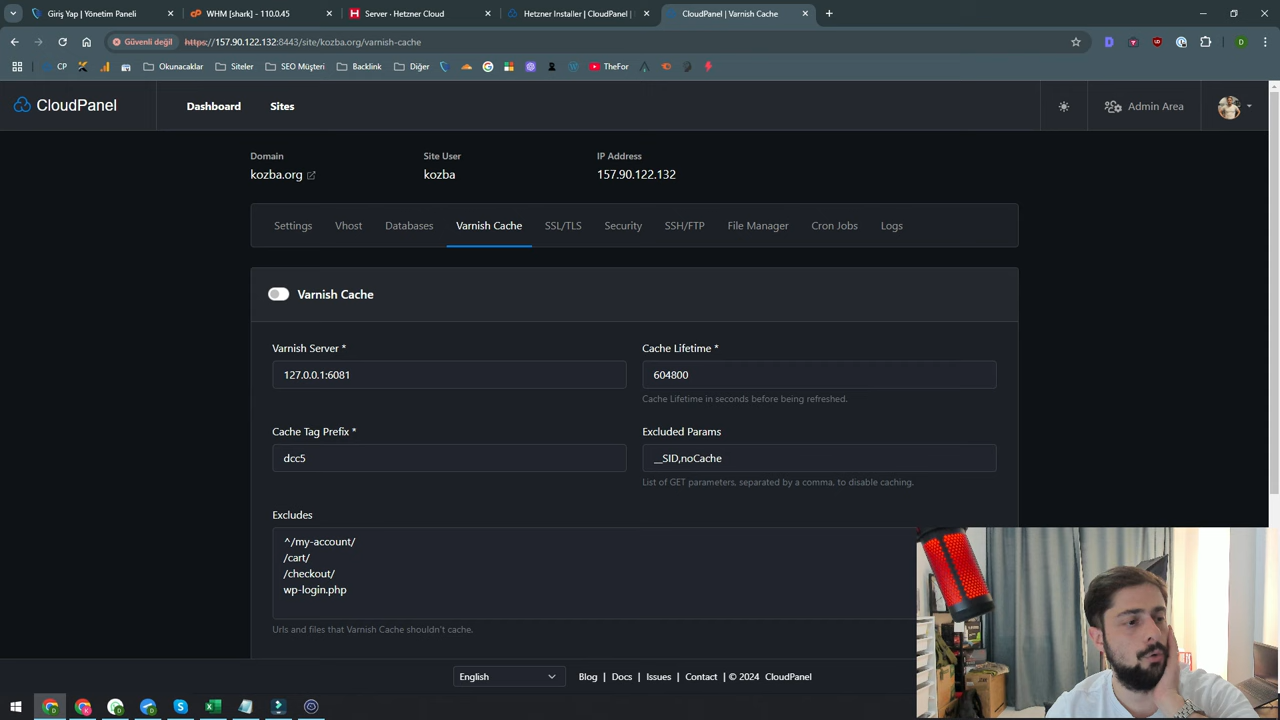 Giriş Yap | Yönetim Paneli
WHM [shark] - 110.0.45
Server · Hetzner Cloud
Hetzner Installer | CloudPanel |
CloudPanel | Varnish Cache
Güvenli değil
https://157.90.122.132:8443/site/kozba.org/varnish-cache
CP
Okunacaklar
Siteler
SEO Müşteri
Backlink
Diğer
TheFor
CloudPanel
Dashboard
Sites
Admin Area
Domain
Site User
IP Address
kozba.org
kozba
157.90.122.132
Settings
Vhost
Databases
Varnish Cache
SSL/TLS
Security
SSH/FTP
File Manager
Cron Jobs
Logs
Varnish Cache
Varnish Server *
Cache Lifetime *
127.0.0.1:6081
604800
Cache Lifetime in seconds before being refreshed.
Cache Tag Prefix *
Excluded Params
dcc5
__SID,noCache
List of GET parameters, separated by a comma, to disable caching.
Excludes
^/my-account/
/cart/
/checkout/
wp-login.php
Urls and files that Varnish Cache shouldn't cache.
English
Blog
Docs
Issues
Contact
© 2024
CloudPanel